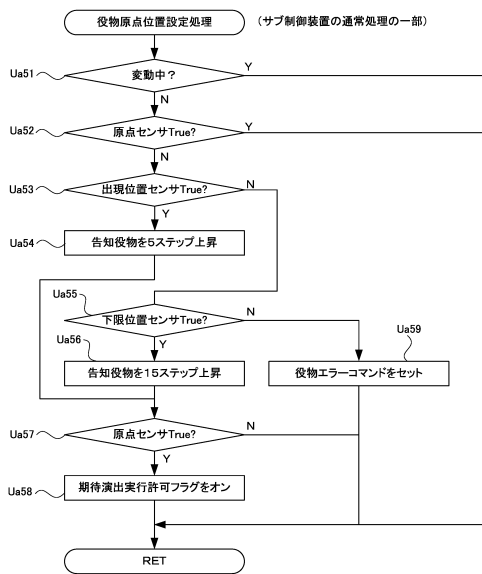 役物原点位置設定処理
(サブ制御装置の通常処理の一部)
Ua51
変動中?
Y
N
Ua52
原点センサTrue?
Y
N
Ua53
出現位置センサTrue?
N
Y
Ua54
告知役物を5ステップ上昇
Ua55
下限位置センサTrue?
N
Y
Ua56
告知役物を15ステップ上昇
Ua59
役物エラーコマンドをセット
Ua57
原点センサTrue?
N
Y
Ua58
期待演出実行許可フラグをオン
RET